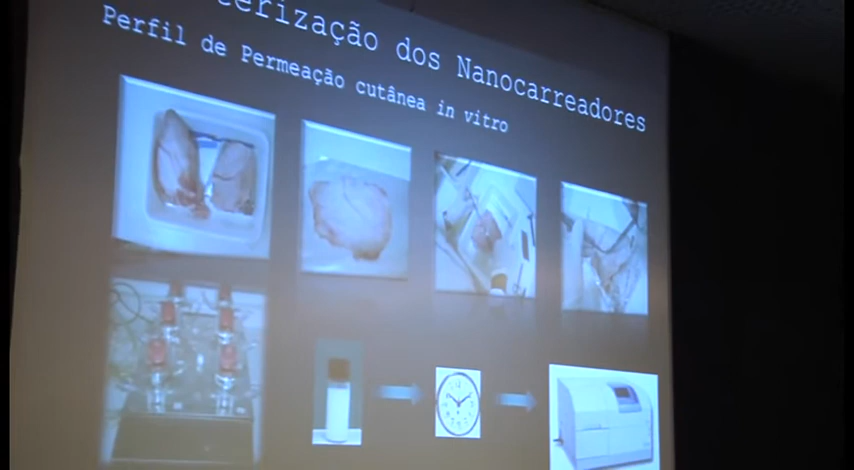 terização dos Nanocarreadores
Perfil de Permeação cutânea in vitro